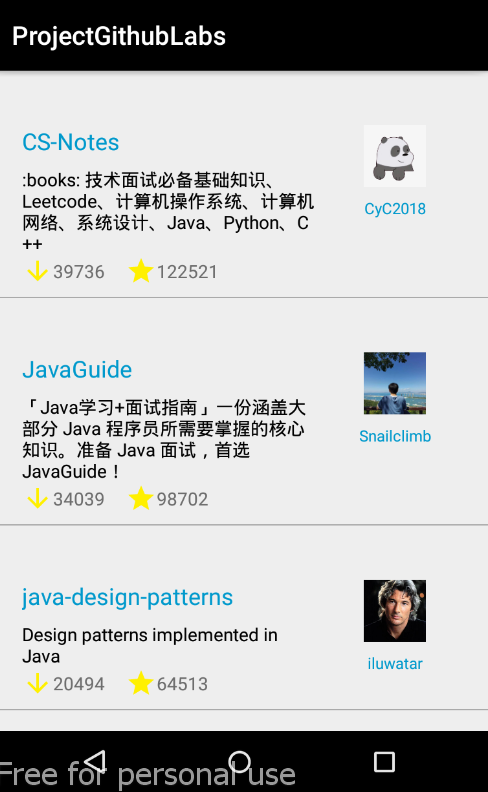 ProjectGithubLabs
CS-Notes
:books: 技术面试必备基础知识、
Leetcode、计算机操作系统、计算机
网络、系统设计、Java、Python、C
++
39736 122521
CyC2018
JavaGuide
「Java学习+面试指南」一份涵盖大
部分 Java 程序员所需要掌握的核心
知识。准备 Java 面试，首选
JavaGuide！
34039 98702
Snailclimb
java-design-patterns
Design patterns implemented in
Java
20494 64513
iluwatar
Free for personal use